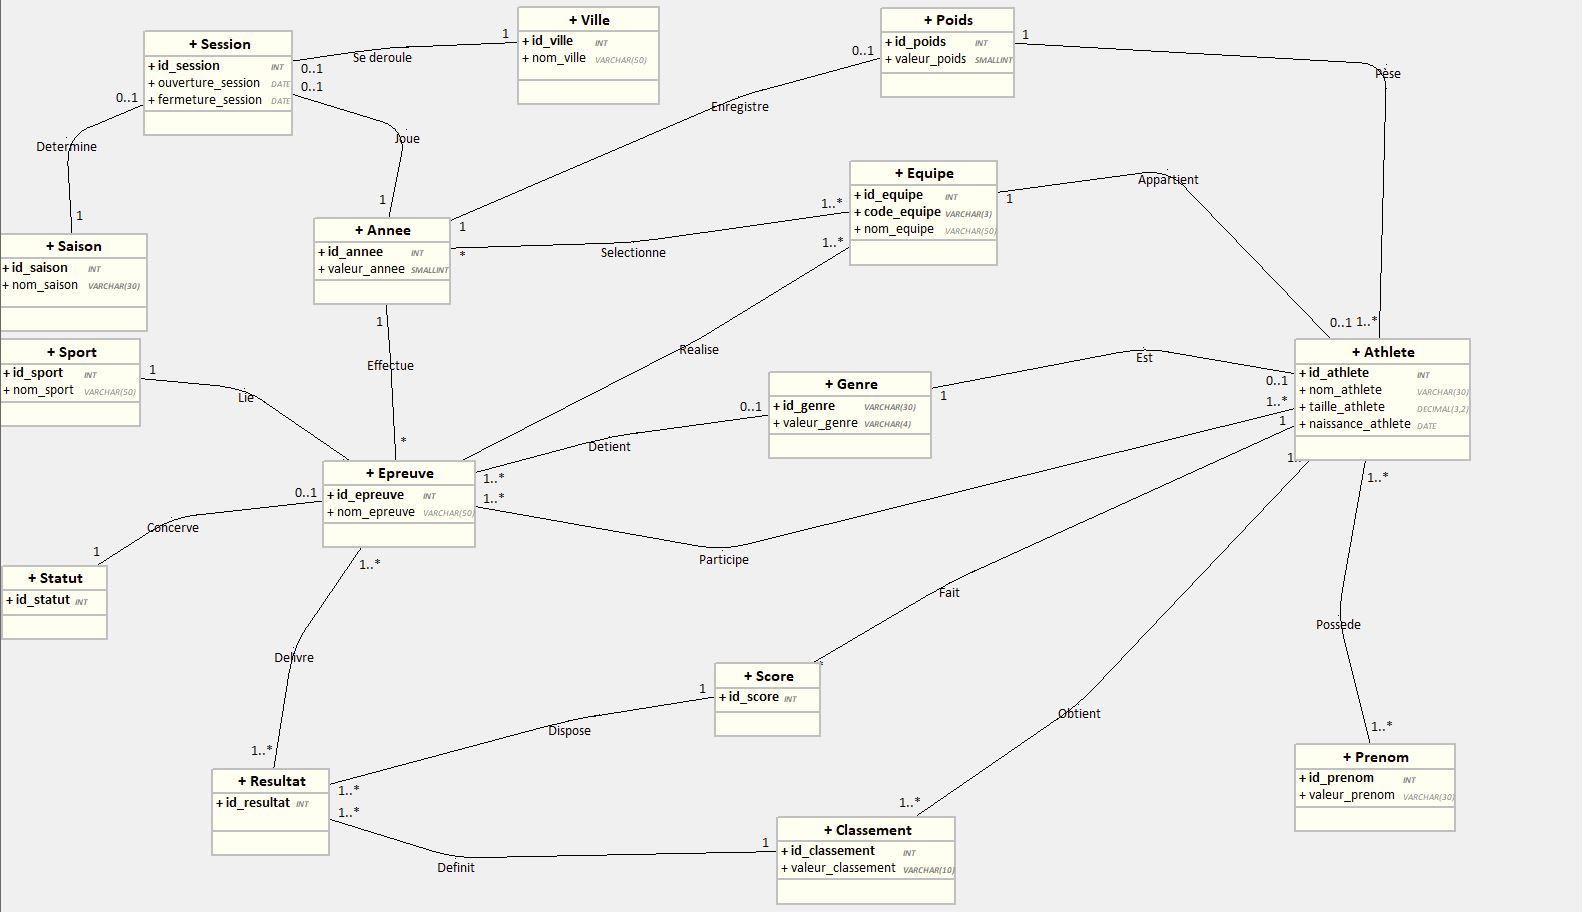 + Session
+ id_session INT
+ ouverture_session DATE
+ fermeture_session DATE
+ Ville
+ id_ville INT
+ nom_ville VARCHAR(50)
+ Poids
+ id_poids INT
+ valeur_poids SMALLINT
1
Se deroule
0..1
0..1
0..1
0..1
1
Pèse
Enregistre
Determine
Joue
1
1
1
+ Equipe
+ id_equipe INT
+ code_equipe VARCHAR(3)
+ nom_equipe VARCHAR(50)
Appartient
1
1..*
1..*
+ Annee
+ id_annee INT
+ valeur_annee SMALLINT
*
Selectionne
+ Saison
+ id_saison INT
+ nom_saison VARCHAR(30)
1
Effectue
*
Realise
0..1
1..*
+ Sport
+ id_sport INT
+ nom_sport VARCHAR(50)
1
Lie
+ Athlete
+ id_athlete INT
+ nom_athlete VARCHAR(30)
+ taille_athlete DECIMAL(3,2)
+ naissance_athlete DATE
Est
0..1
1..*
1
1..
1..*
+ Genre
+ id_genre VARCHAR(30)
+ valeur_genre VARCHAR(4)
1
0..1
Detient
+ Epreuve
+ id_epreuve INT
+ nom_epreuve VARCHAR(50)
1..*
1..*
0..1
1..*
Concerve
1
Participe
+ Statut
+ id_statut INT
Fait
Possede
Delivre
*
+ Score
+ id_score INT
1
Dispose
Obtient
1..*
1..*
+ Resultat
+ id_resultat INT
1..*
1..*
+ Prenom
+ id_prenom INT
+ valeur_prenom VARCHAR(30)
1..*
Definit
1
+ Classement
+ id_classement INT
+ valeur_classement VARCHAR(10)